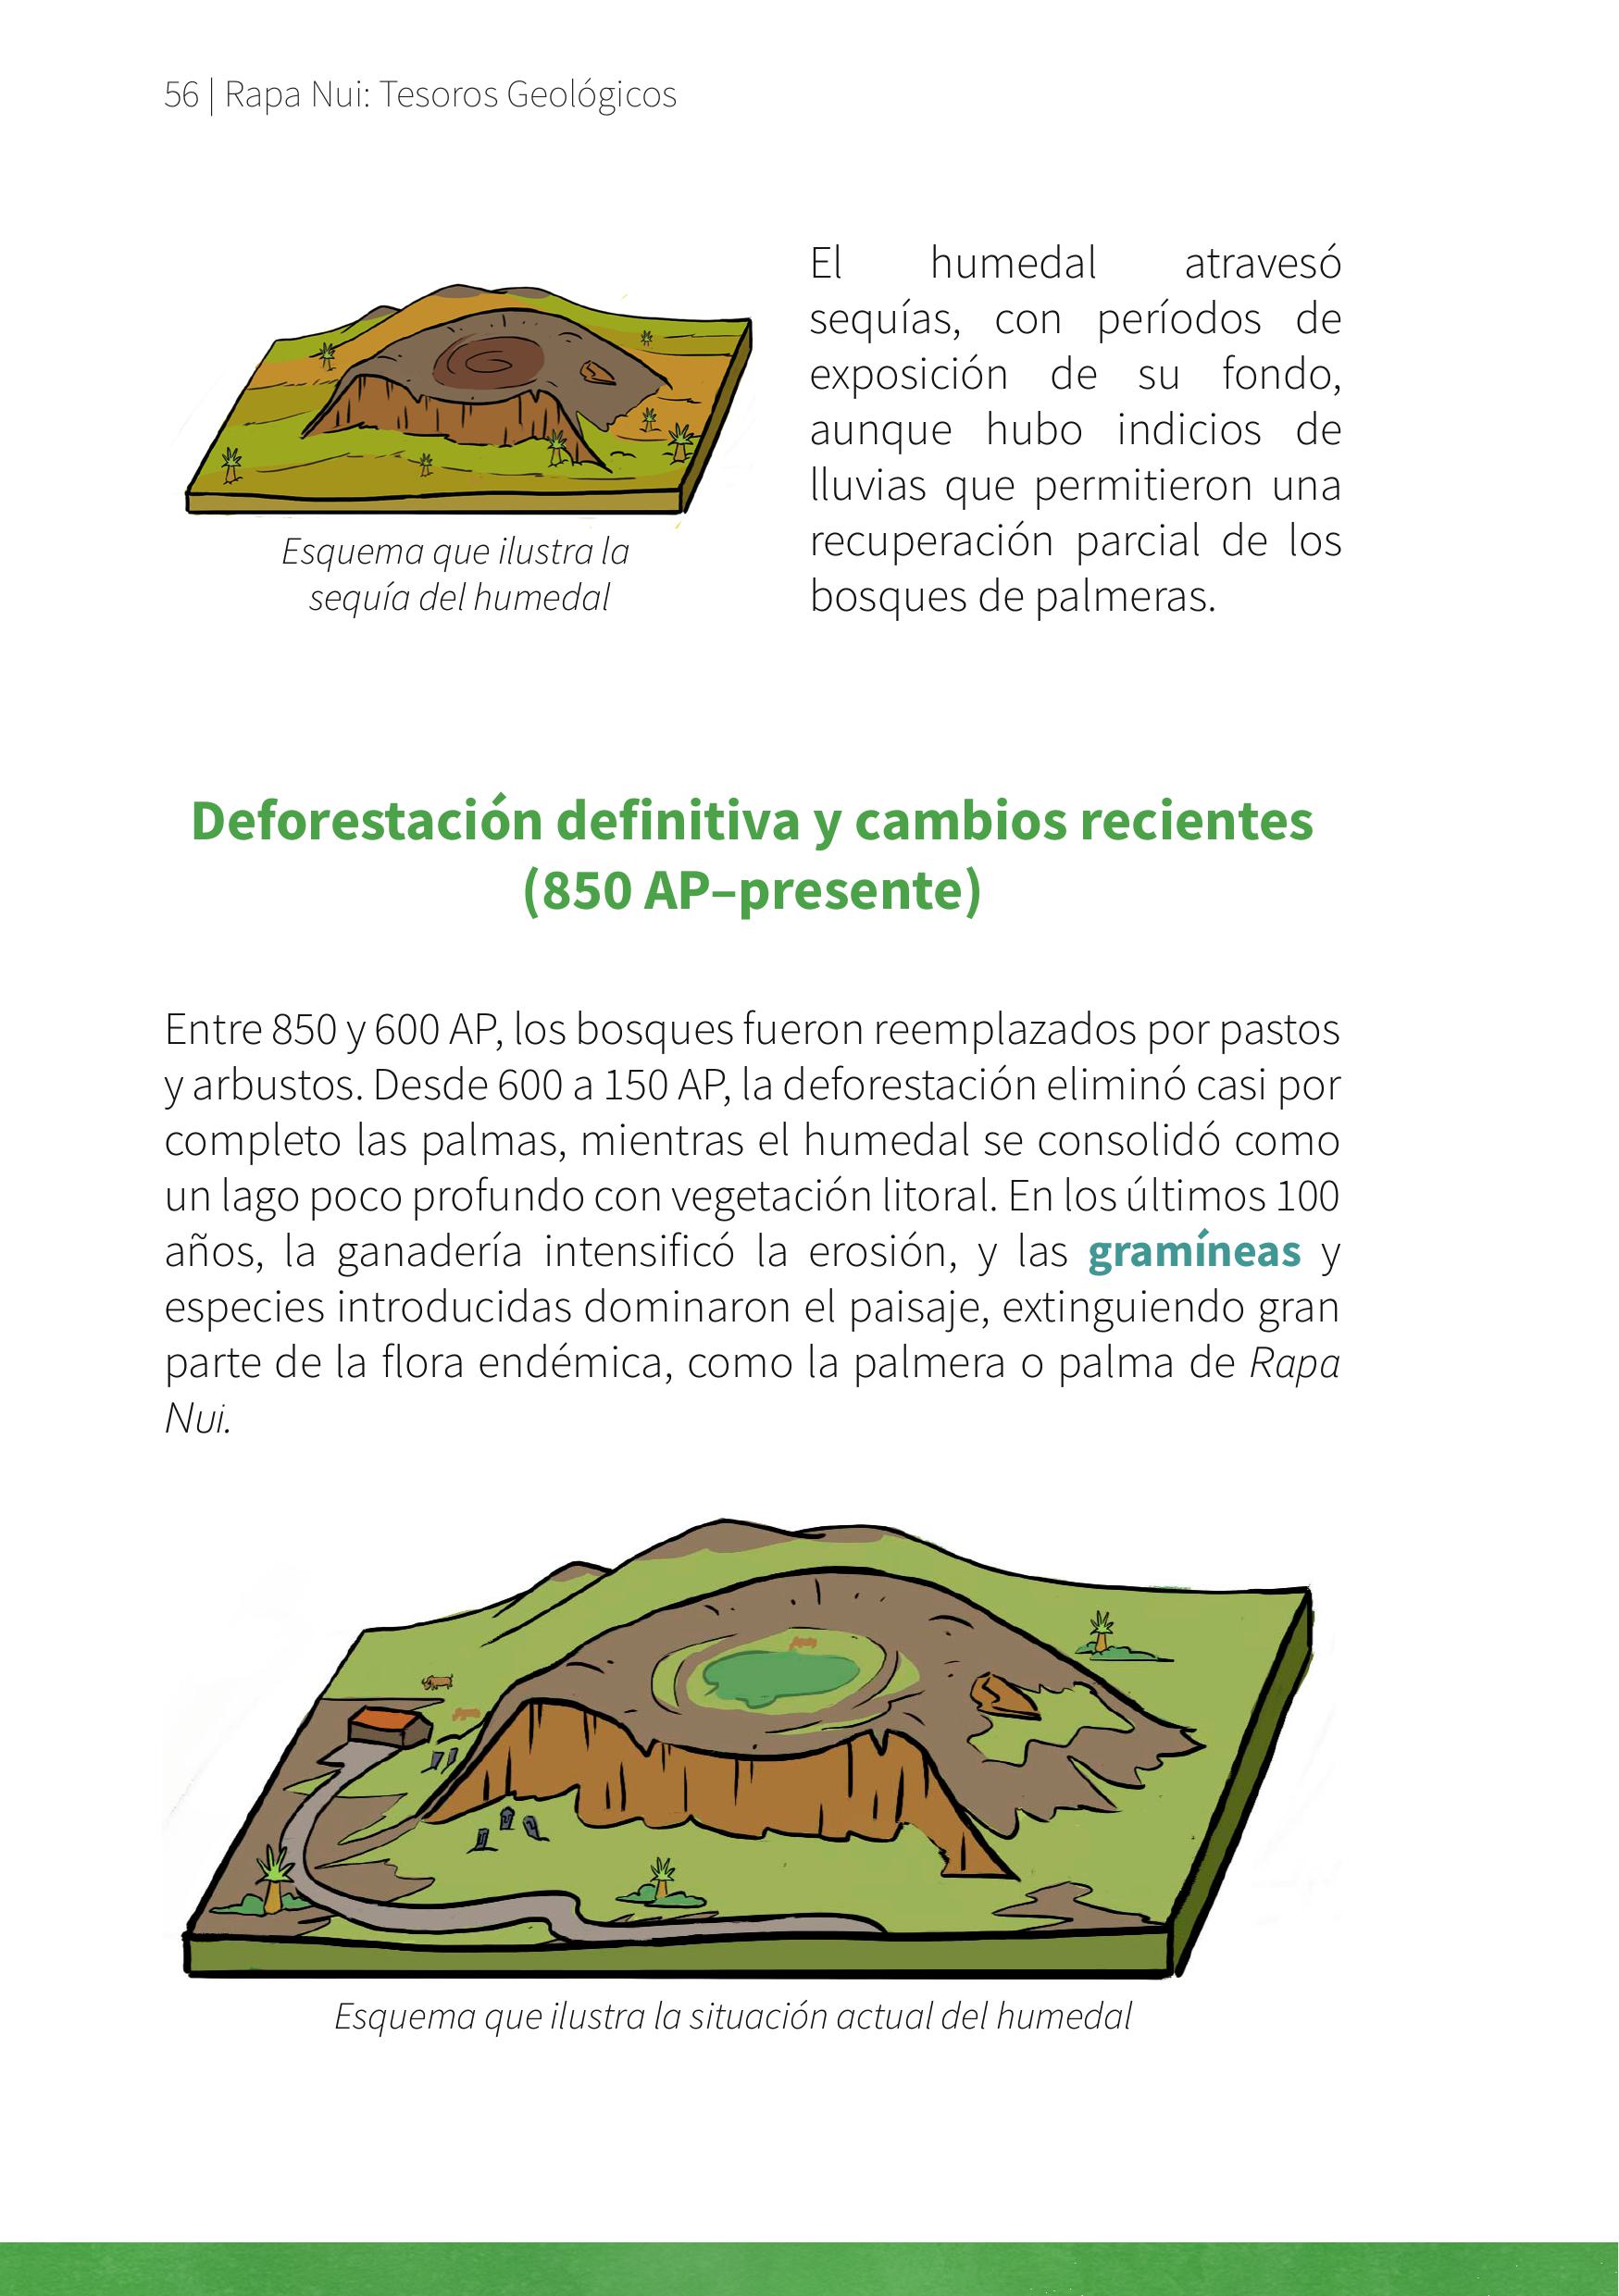 56 | Rapa Nui: Tesoros Geológicos
El humedal atravesó
sequías, con períodos de
exposición de su fondo,
aunque hubo indicios de
lluvias que permitieron una
recuperación parcial de los
bosques de palmeras.
Esquema que ilustra la
sequía del humedal
Deforestación definitiva y cambios recientes
(850 AP–presente)
Entre 850 y 600 AP, los bosques fueron reemplazados por pastos
y arbustos. Desde 600 a 150 AP, la deforestación eliminó casi por
completo las palmas, mientras el humedal se consolidó como
un lago poco profundo con vegetación litoral. En los últimos 100
años, la ganadería intensificó la erosión, y las gramíneas y
especies introducidas dominaron el paisaje, extinguiendo gran
parte de la flora endémica, como la palmera o palma de Rapa
Nui.
Esquema que ilustra la situación actual del humedal